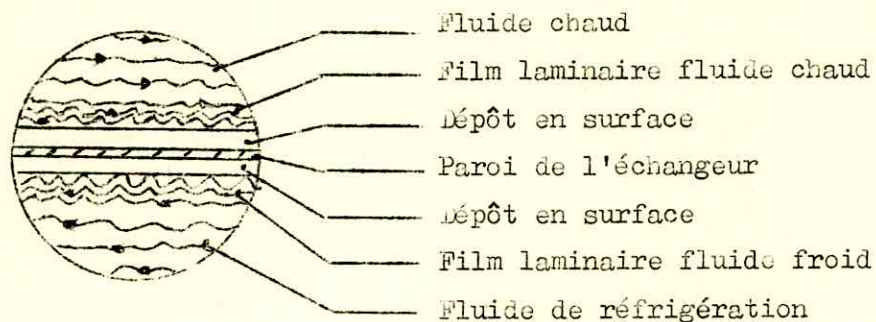 Fluide chaud
Film laminaire fluide chaud
Dépôt en surface
Paroi de l'échangeur
Dépôt en surface
Film laminaire fluide froid
Fluide de réfrigération